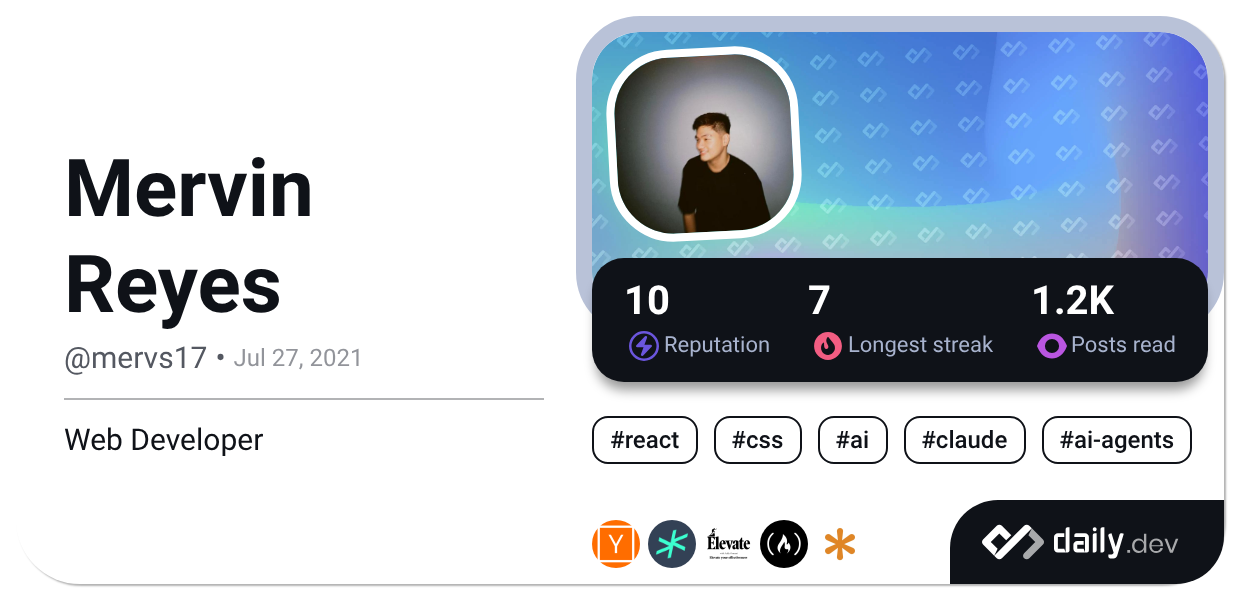 Mervin
Reyes
@mervs17 • Jul 27, 2021
Web Developer
10
Reputation
7
Longest streak
1.2K
Posts read
#react
#css
#ai
#claude
#ai-agents
Y
Élevate
daily.dev